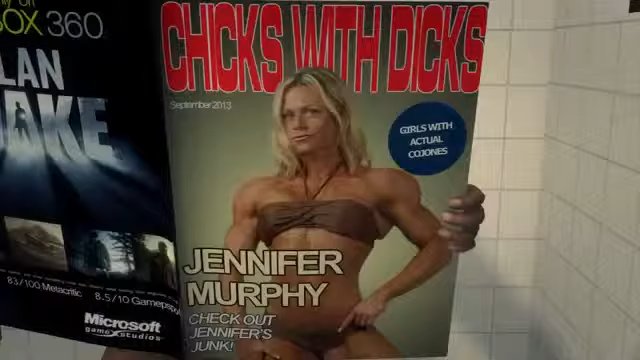 OX 360
LAN
AKE
83/100 Metacritic
8.5/10
Microsoft
game studios
CHICKS WITH DICKS
September 2013
GIRLS WITH
ACTUAL
COJONES
JENNIFER
MURPHY
CHECK OUT
JENNIFER'S
JUNK!